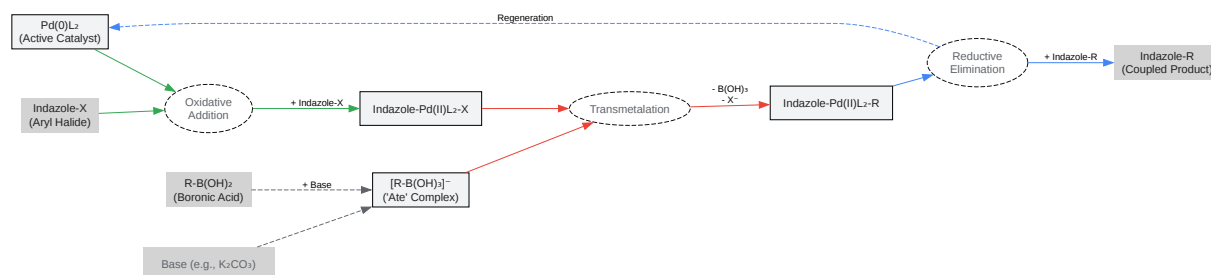 Pd(0)L₂
(Active Catalyst)
Regeneration
Reductive
Elimination
+ Indazole-R
Indazole-R
(Coupled Product)
Indazole-X
(Aryl Halide)
Oxidative
Addition
+ Indazole-X
Indazole-Pd(II)L₂-X
Transmetalation
- B(OH)₃
- X⁻
Indazole-Pd(II)L₂-R
R-B(OH)₂
(Boronic Acid)
+ Base
[R-B(OH)₃]⁻
('Ate' Complex)
Base (e.g., K₂CO₃)